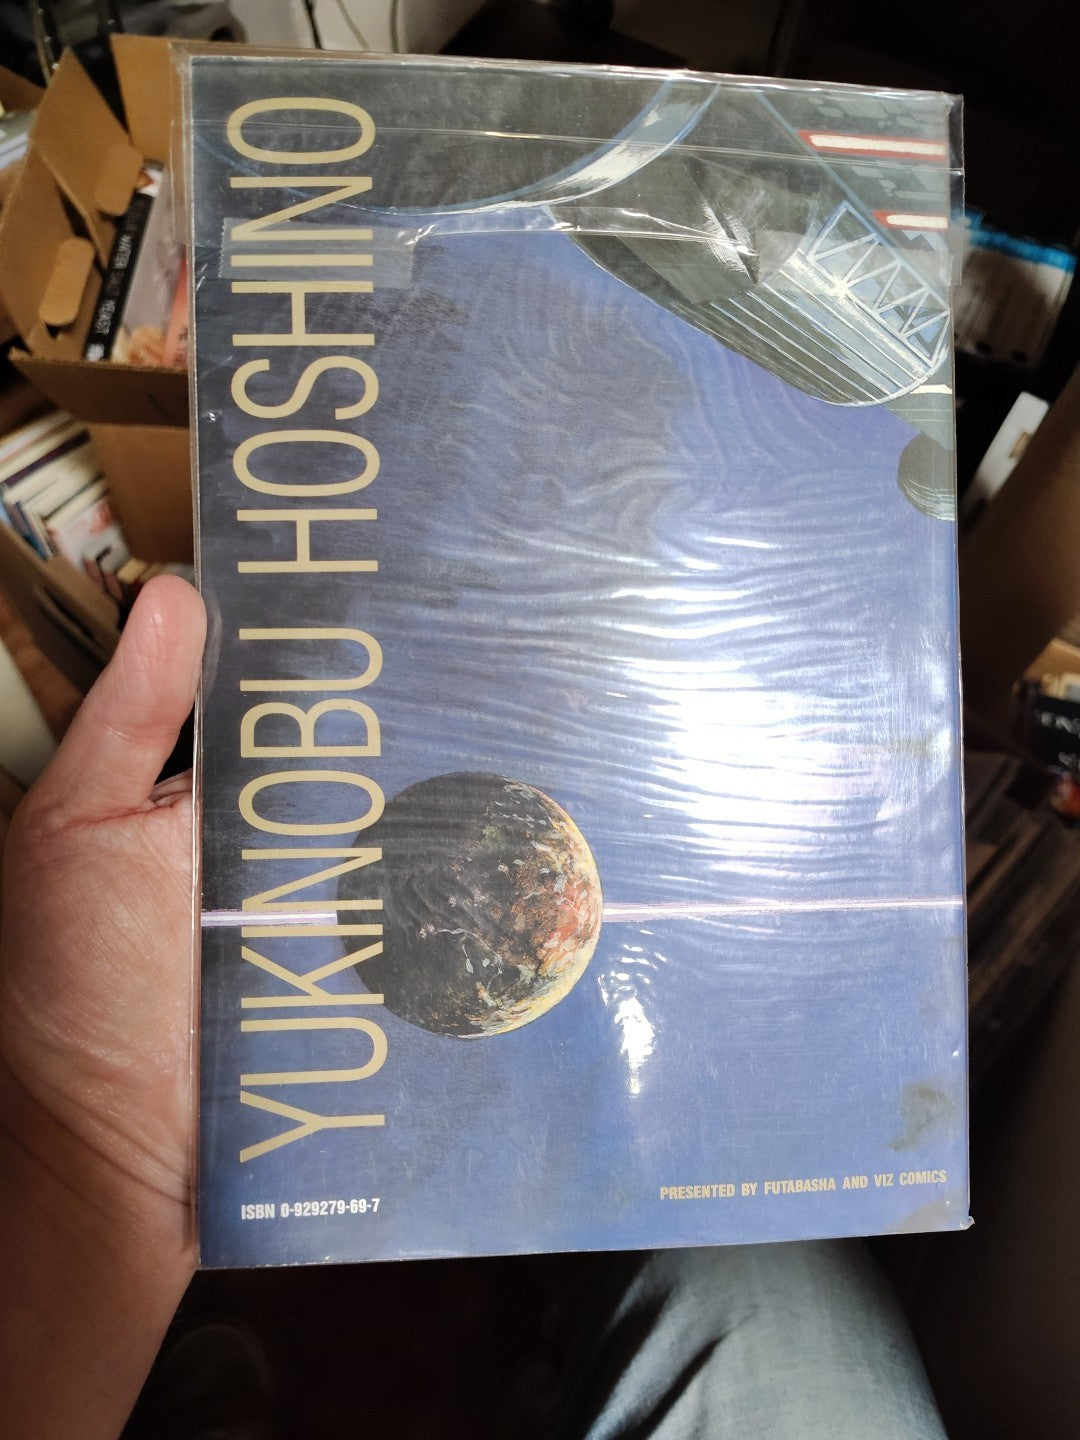 YUKINOBU HOSHINO
ISBN 0-929279-69-7
PRESENTED BY FUTABASHA AND VIZ COMICS